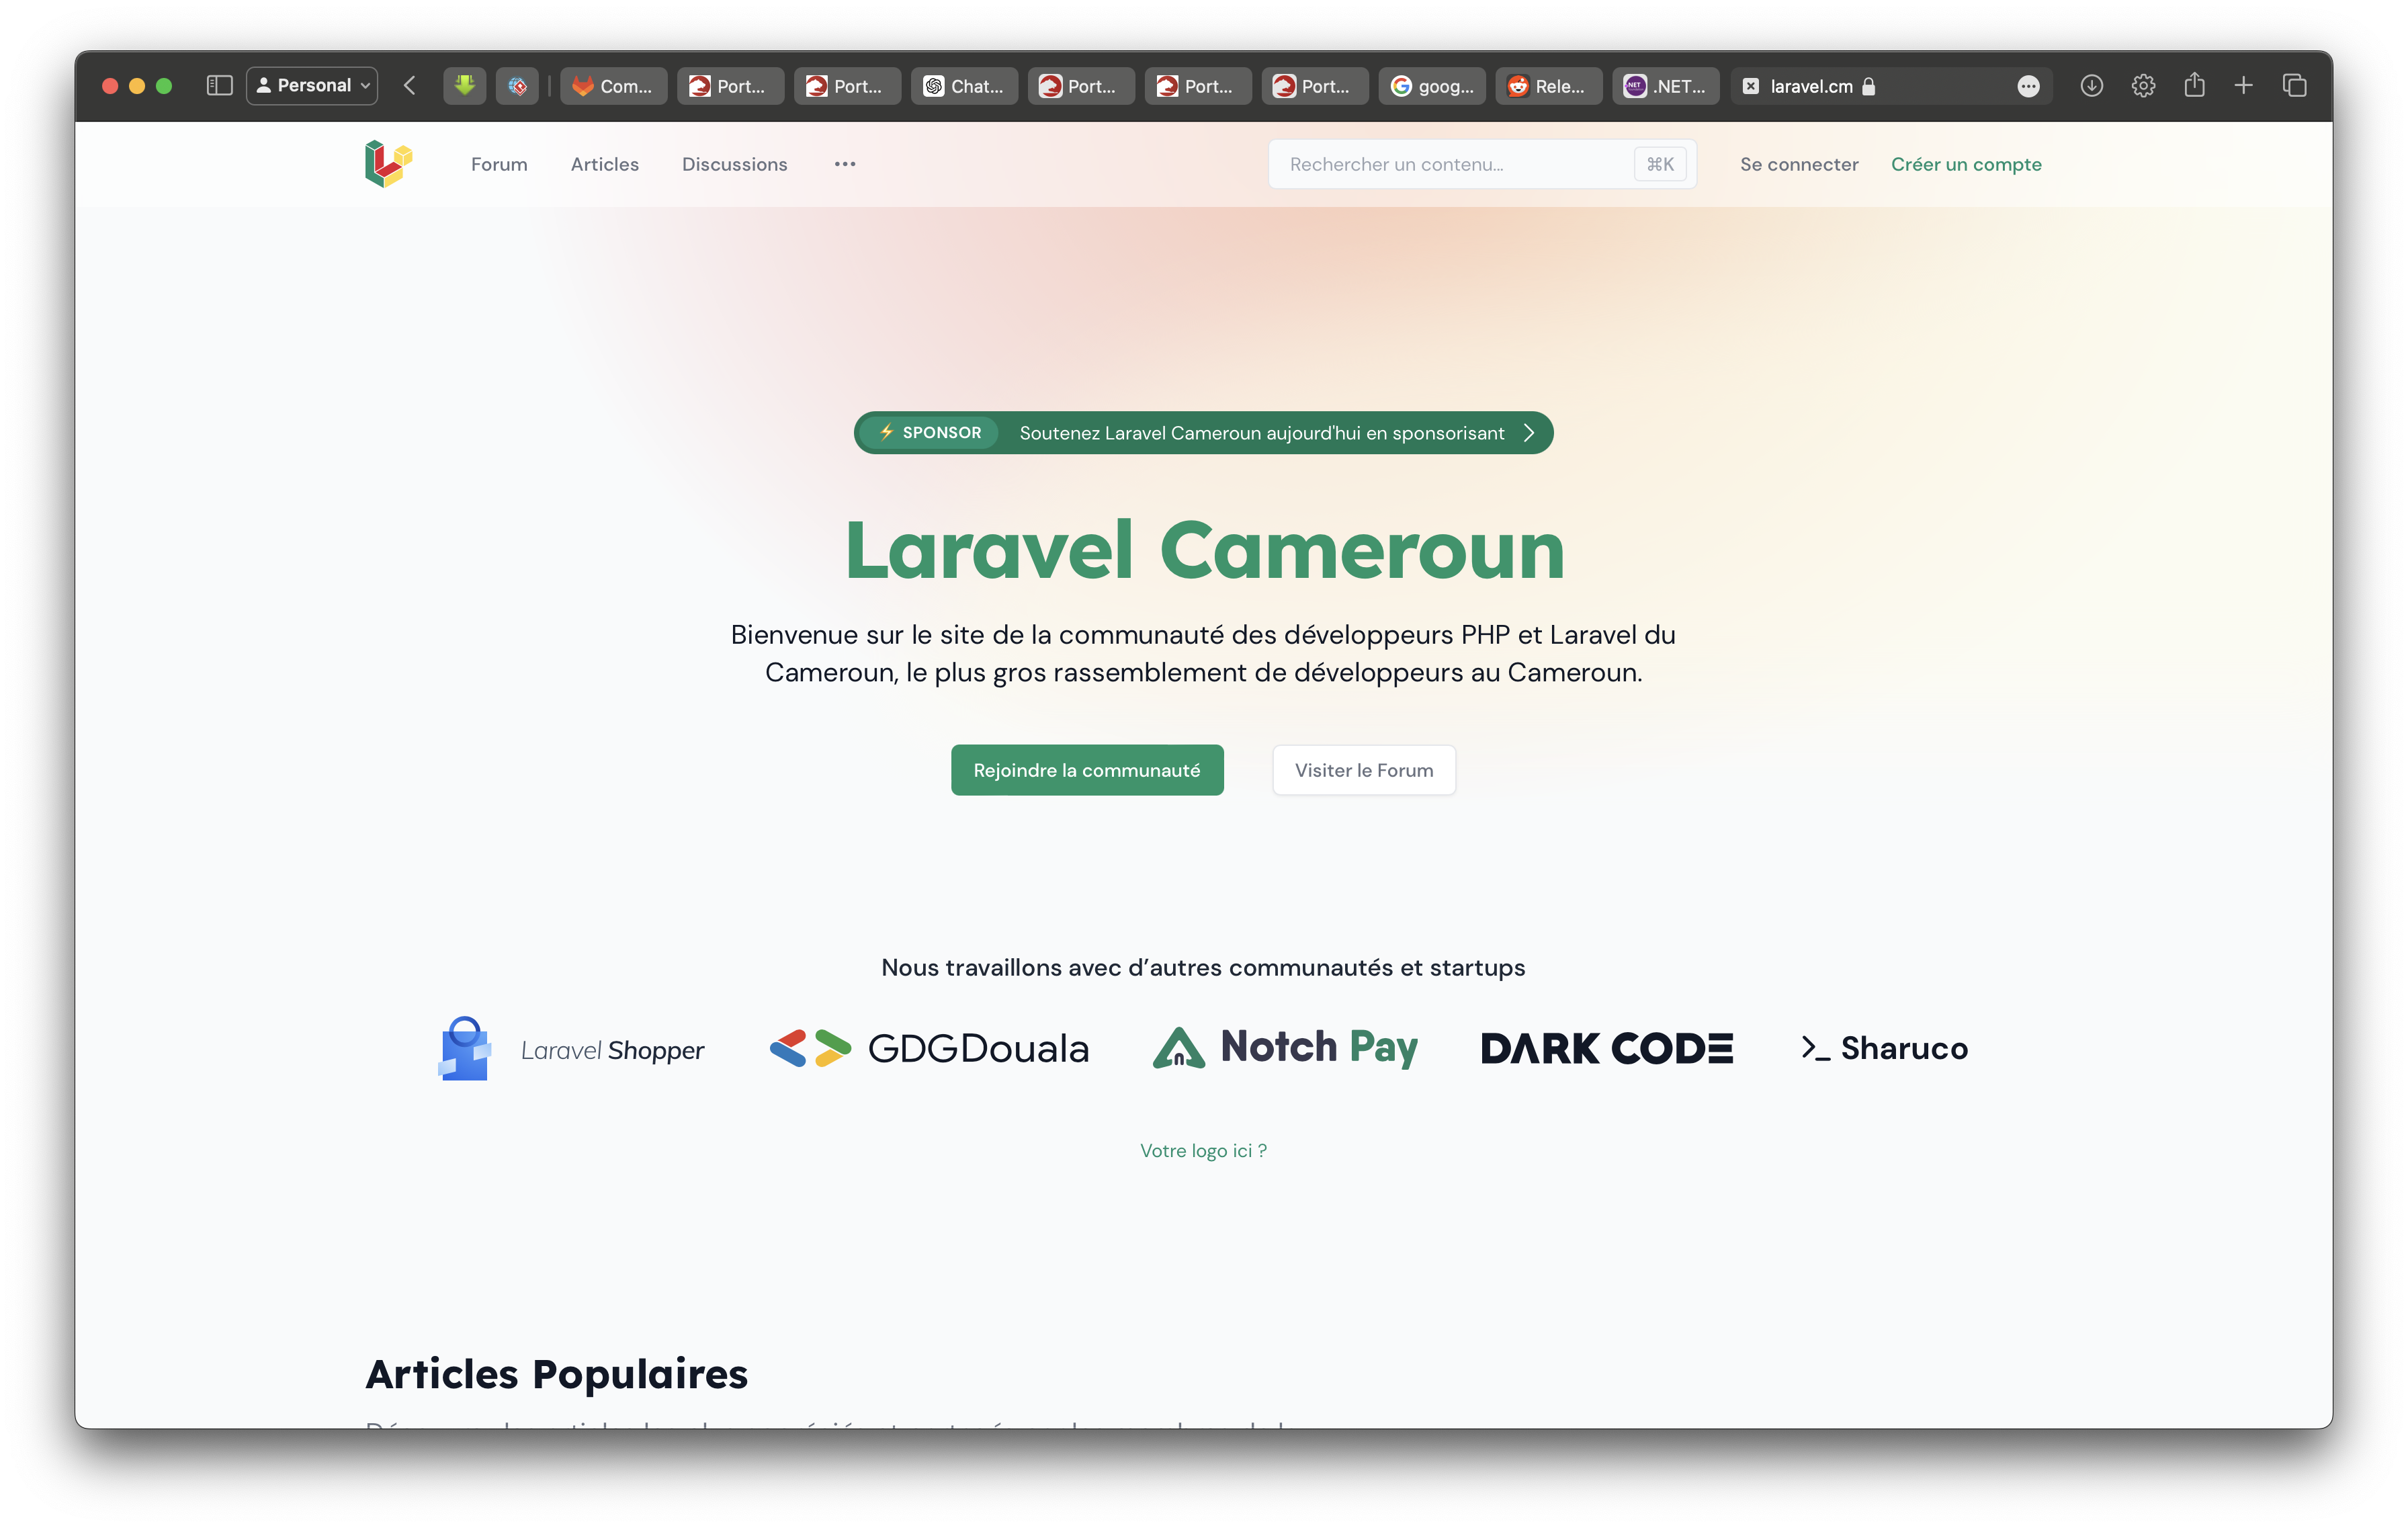 Personal
Com...
Port...
Port...
Chat...
Port...
Port...
Port...
goog...
Rele...
.NET...
laravel.cm
Forum
Articles
Discussions
Rechercher un contenu...
⌘K
Se connecter
Créer un compte
⚡ SPONSOR
Soutenez Laravel Cameroun aujourd'hui en sponsorisant
Laravel Cameroun
Bienvenue sur le site de la communauté des développeurs PHP et Laravel du
Cameroun, le plus gros rassemblement de développeurs au Cameroun.
Rejoindre la communauté
Visiter le Forum
Nous travaillons avec d’autres communautés et startups
Laravel Shopper
GDG Douala
Notch Pay
DARK CODE
>_ Sharuco
Votre logo ici ?
Articles Populaires